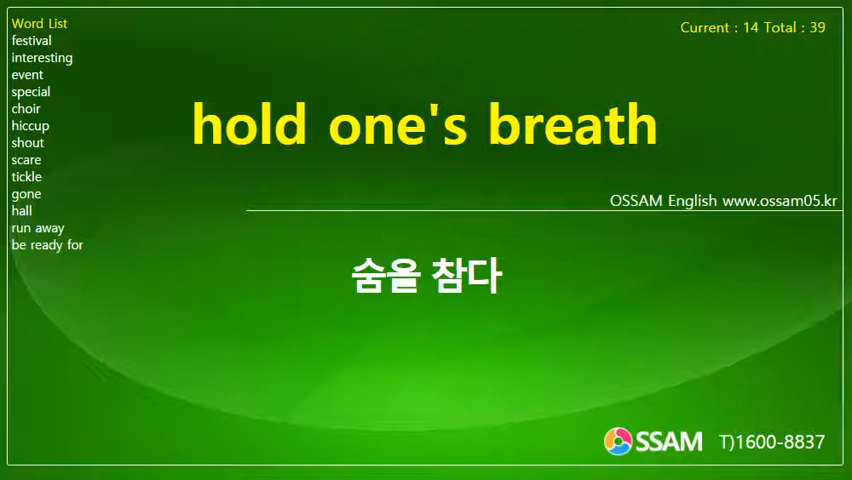 Word List
festival
interesting
event
special
choir
hiccup
shout
scare
tickle
gone
hall
run away
be ready for
Current : 14 Total : 39
hold one's breath
OSSAM English www.ossam05.kr
숨을 참다
OSSAM T)1600-8837